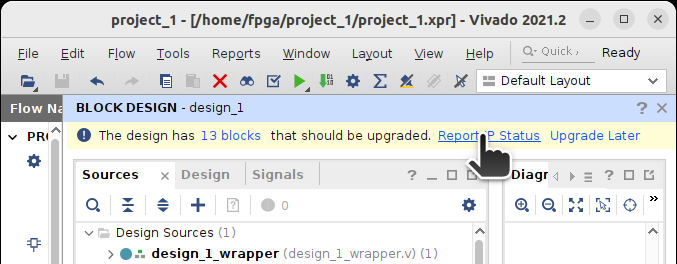 project_1 - [/home/fpga/project_1/project_1.xpr] - Vivado 2021.2
File Edit Flow Tools Reports Window Layout View Help Quick Ready
Default Layout
Flow Na
BLOCK DESIGN - design_1
PRO
The design has 13 blocks that should be upgraded. Report IP Status Upgrade Later
Sources Design Signals Diagr
0
Design Sources (1)
design_1_wrapper (design_1_wrapper.v) (1)